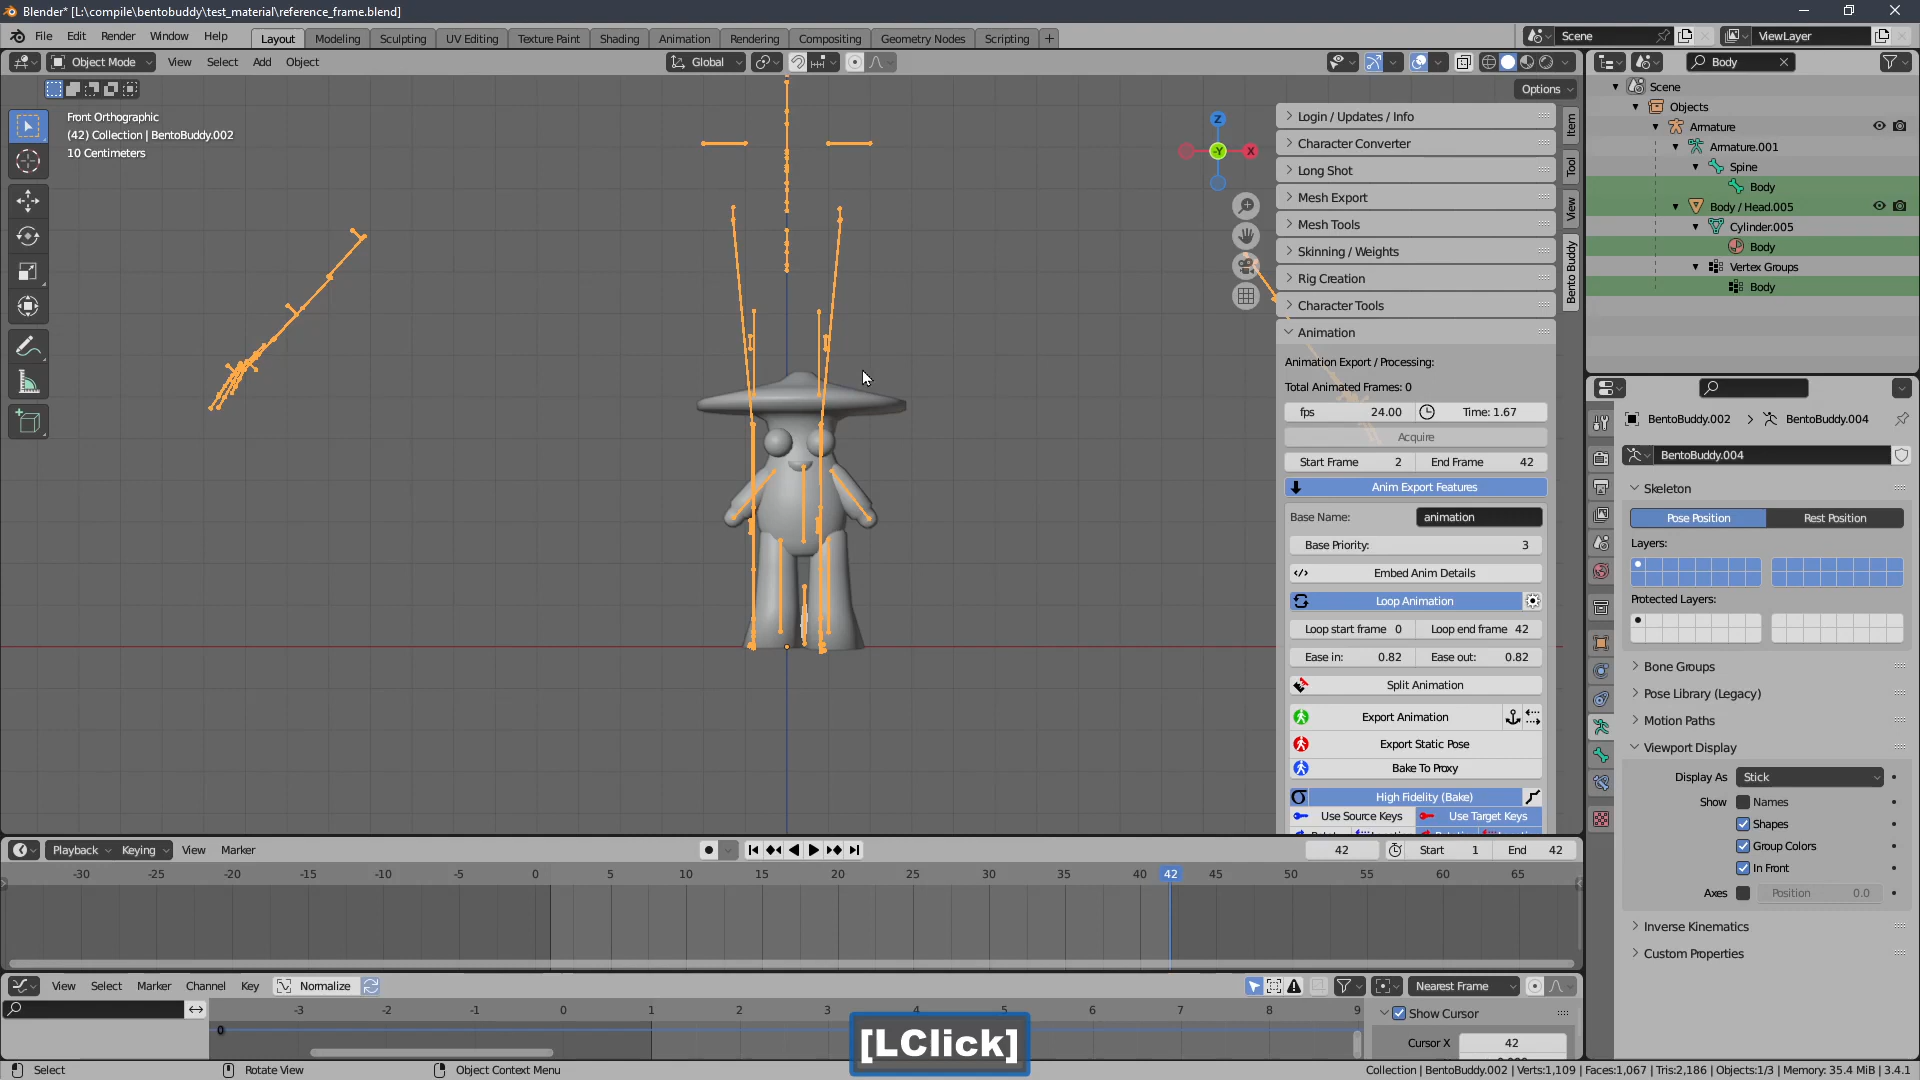 Blender* [L:\compile\bentobuddy\test_material\reference_frame.blend]
File Edit Render Window Help Layout Modeling Sculpting UV Editing Texture Paint Shading Animation Rendering Compositing Geometry Nodes Scripting + Scene ViewLayer
Object Mode View Select Add Object Global Body
Options
Front Orthographic
(42) Collection | BentoBuddy.002
10 Centimeters
Z
-Y X
Login / Updates / Info
Character Converter
Long Shot
Mesh Export
Mesh Tools
Skinning / Weights
Rig Creation
Character Tools
Animation
Animation Export / Processing:
Total Animated Frames: 0
fps 24.00 Time: 1.67
Acquire
Start Frame 2 End Frame 42
Anim Export Features
Base Name: animation
Base Priority: 3
Embed Anim Details
Loop Animation
Loop start frame 0 Loop end frame 42
Ease in: 0.82 Ease out: 0.82
Split Animation
Export Animation
Export Static Pose
Bake To Proxy
High Fidelity (Bake)
Use Source Keys Use Target Keys
Item
Tool
View
Bento Buddy
Scene
Objects
Armature
Armature.001
Spine
Body
Body / Head.005
Cylinder.005
Body
Vertex Groups
Body
BentoBuddy.002 BentoBuddy.004
BentoBuddy.004
Skeleton
Pose Position Rest Position
Layers:
Protected Layers:
Bone Groups
Pose Library (Legacy)
Motion Paths
Viewport Display
Display As Stick
Show Names
Shapes
Group Colors
In Front
Axes Position 0.0
Inverse Kinematics
Custom Properties
Playback Keying View Marker 42 Start 1 End 42
-30 -25 -20 -15 -10 -5 0 5 10 15 20 25 30 35 40 42 45 50 55 60 65
View Select Marker Channel Key Normalize Nearest Frame
-3 -2 -1 0 1 2 3 4 5 6 7 8 9
0
Show Cursor
Cursor X 42
[LClick]
Select Rotate View Object Context Menu Collection | BentoBuddy.002 | Verts:1,109 | Faces:1,067 | Tris:2,186 | Objects:1/3 | Memory: 35.4 MiB | 3.4.1